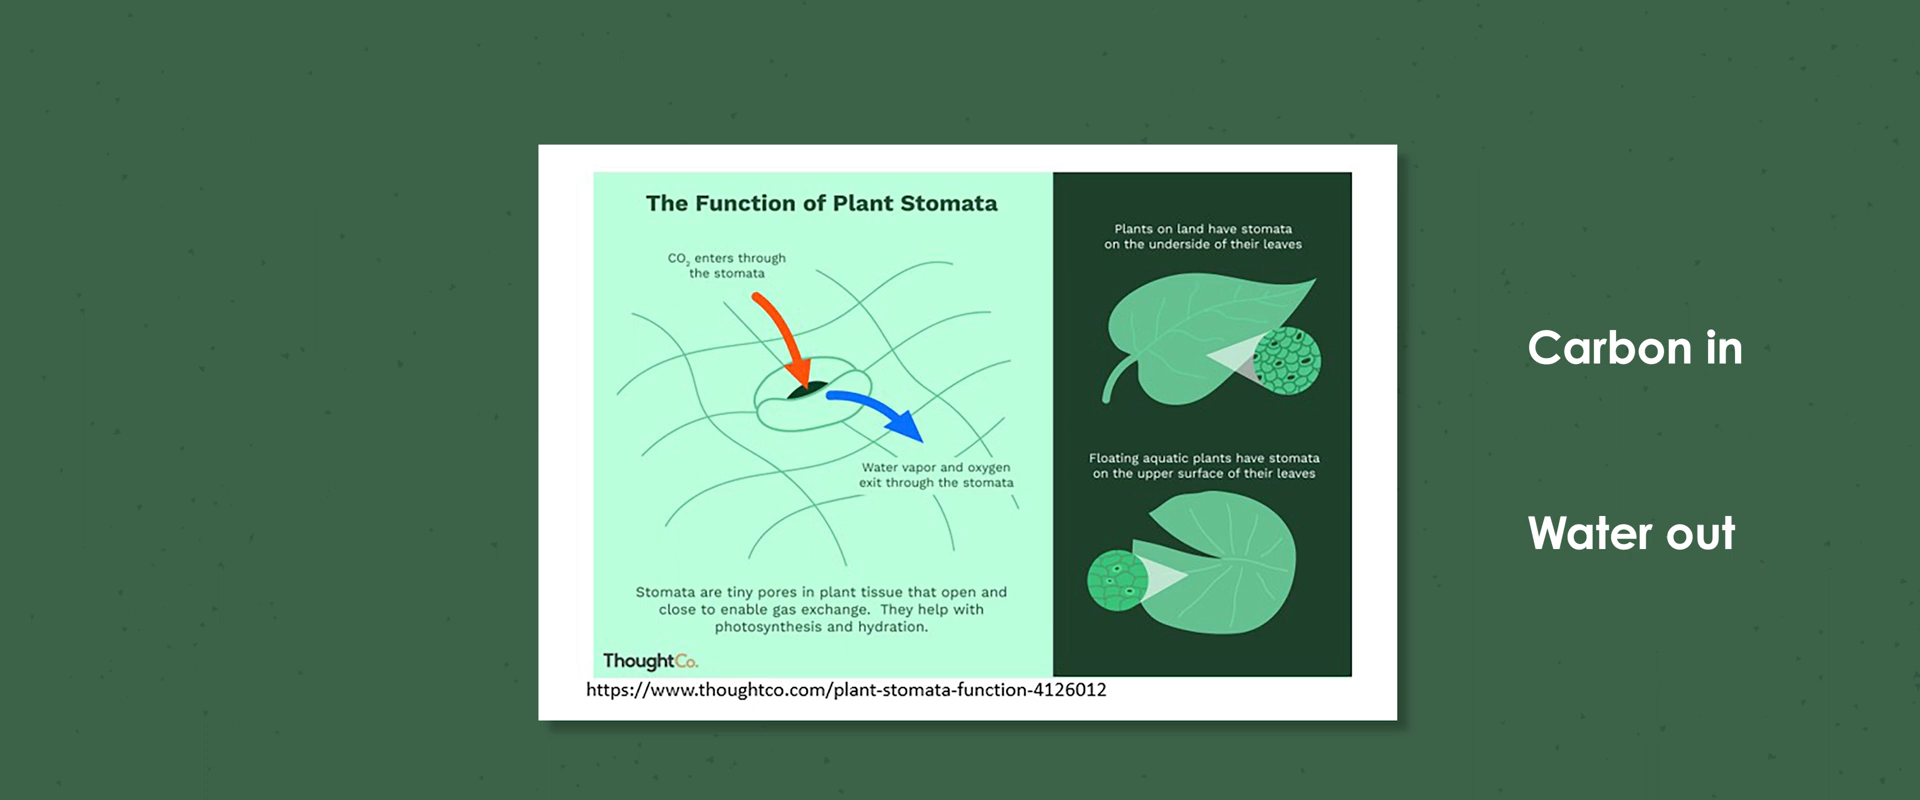 The Function of Plant Stomata
CO₂ enters through
the stomata
Water vapor and oxygen
exit through the stomata
Stomata are tiny pores in plant tissue that open and
close to enable gas exchange. They help with
photosynthesis and hydration.
ThoughtCo.
Plants on land have stomata
on the underside of their leaves
Floating aquatic plants have stomata
on the upper surface of their leaves
https://www.thoughtco.com/plant-stomata-function-4126012
Carbon in
Water out